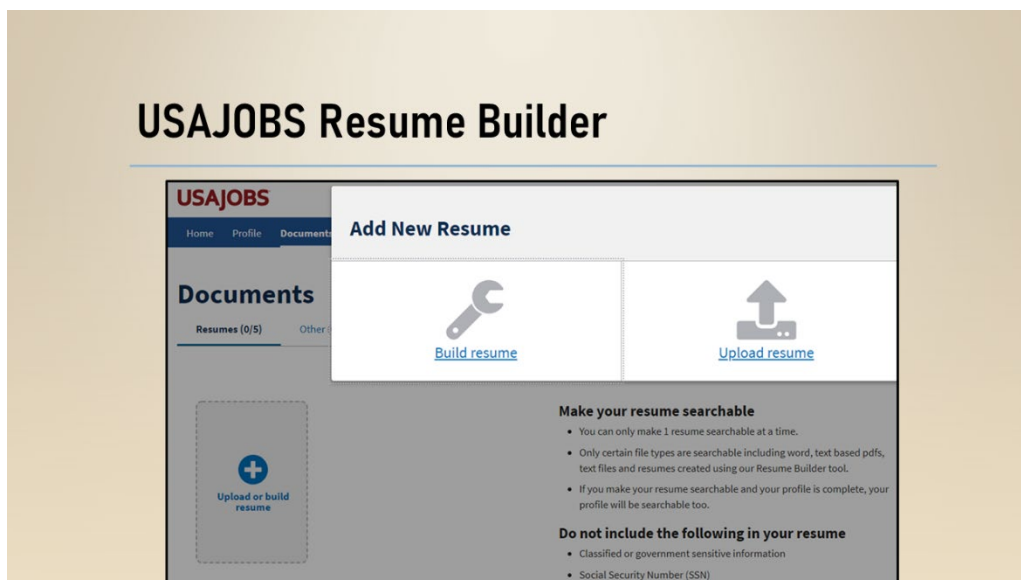 USAJOBS Resume Builder
USAJOBS
Home Profile Documents
Add New Resume
Documents
Resumes (0/5) Other
Build resume
Upload resume
Upload or build
resume
Make your resume searchable
• You can only make 1 resume searchable at a time.
• Only certain file types are searchable including word, text based pdfs,
text files and resumes created using our Resume Builder tool.
• If you make your resume searchable and your profile is complete, your
profile will be searchable too.
Do not include the following in your resume
• Classified or government sensitive information
• Social Security Number (SSN)